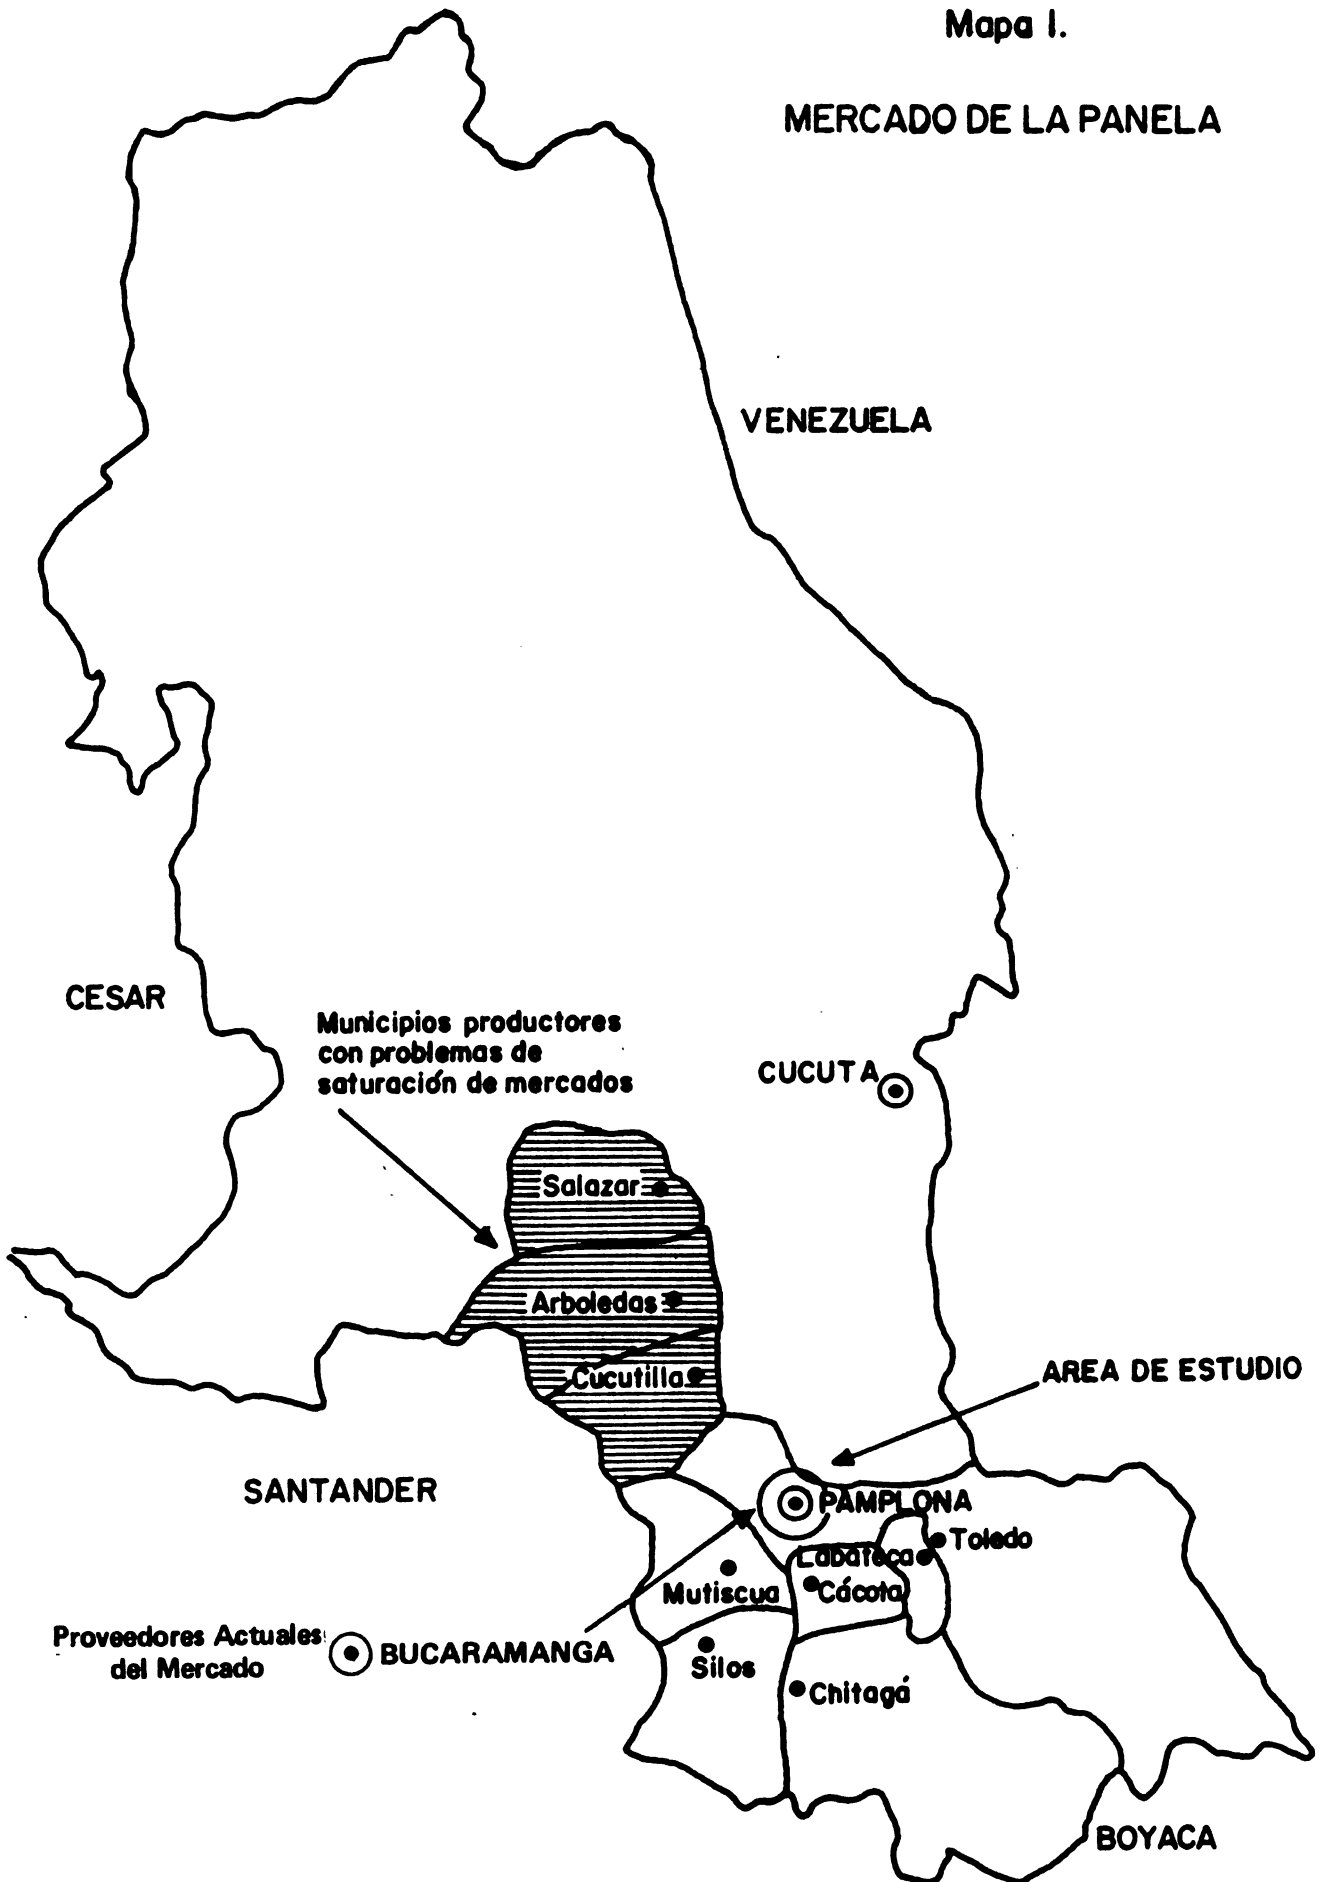 Mapa 1.
MERCADO DE LA PANELA
VENEZUELA
CESAR
Municipios productores
con problemas de
saturación de mercados
CUCUTA
Salazar
Arboledas
Cucutilla
AREA DE ESTUDIO
SANTANDER
PAMPLONA
Toledo
Labateca
Mutiscua
Cácota
Proveedores Actuales
del Mercado
BUCARAMANGA
Silos
Chitagá
BOYACA